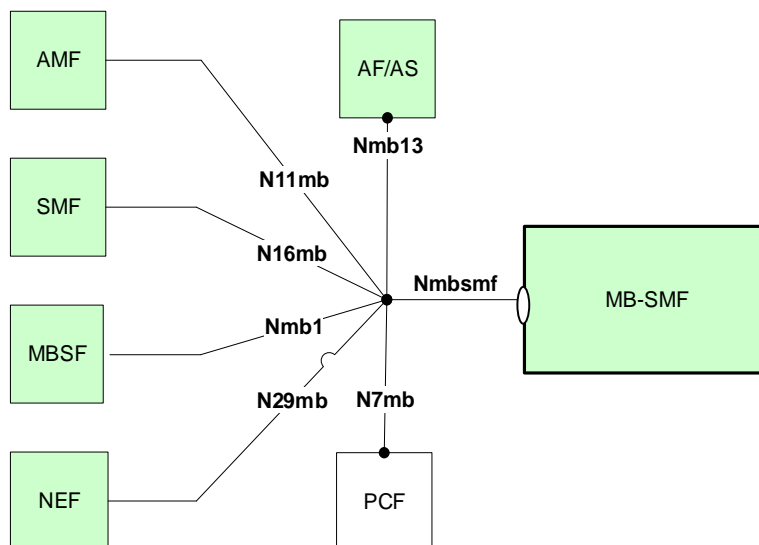 AMF
AF/AS
Nmb13
N11mb
SMF
N16mb
Nmbsmf
MB-SMF
Nmb1
MBSF
N29mb
N7mb
NEF
PCF